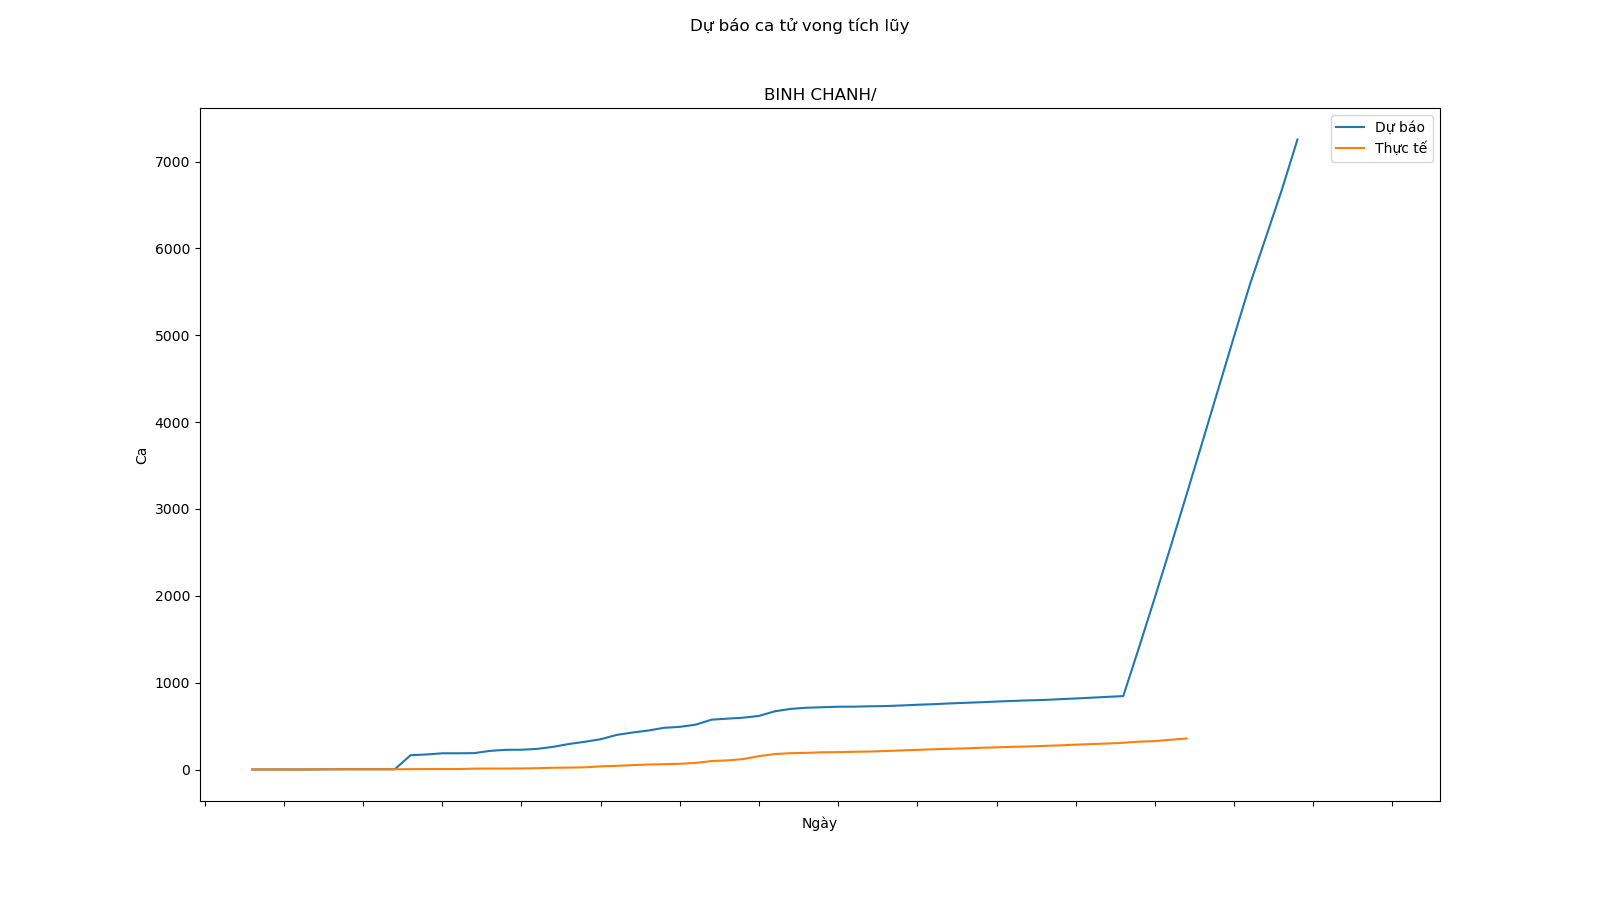 Dự báo ca tử vong tích lũy
BINH CHANH/
Dự báo
Thực tế
7000
6000
5000
4000
3000
2000
1000
0
Ca
Ngày